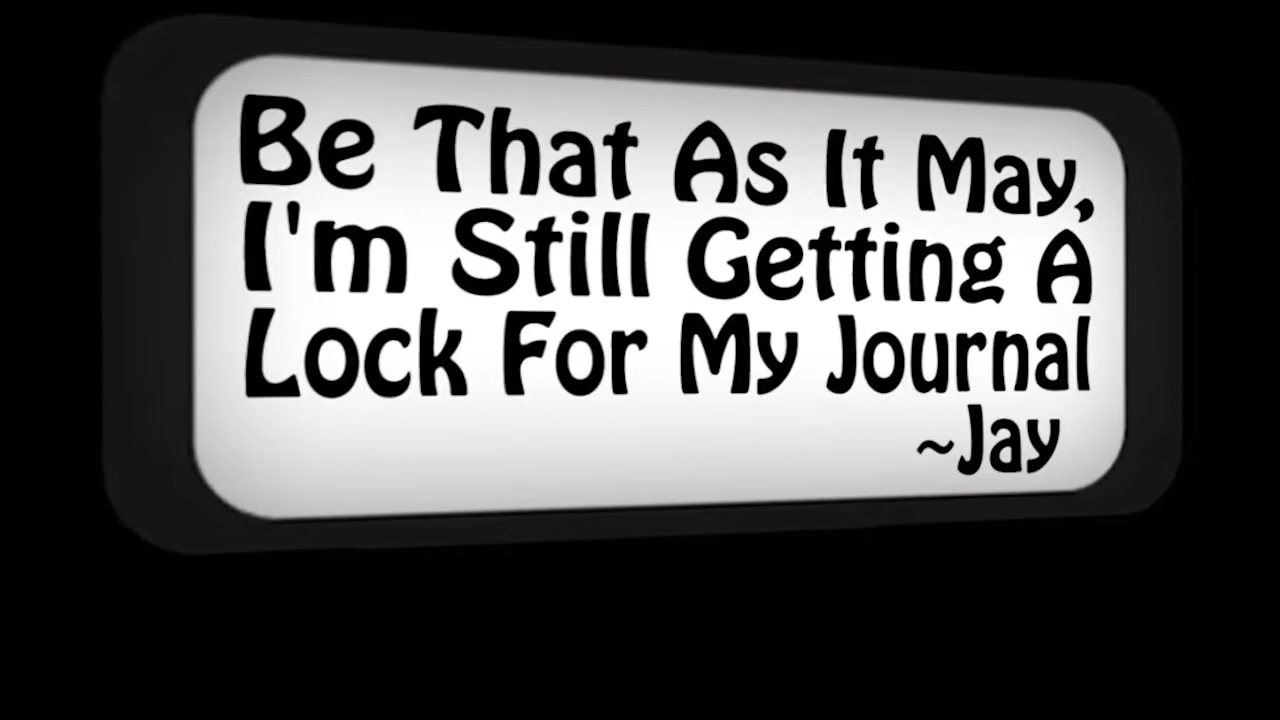 Be That As It May,
I'm Still Getting A
Lock For My Journal
~Jay